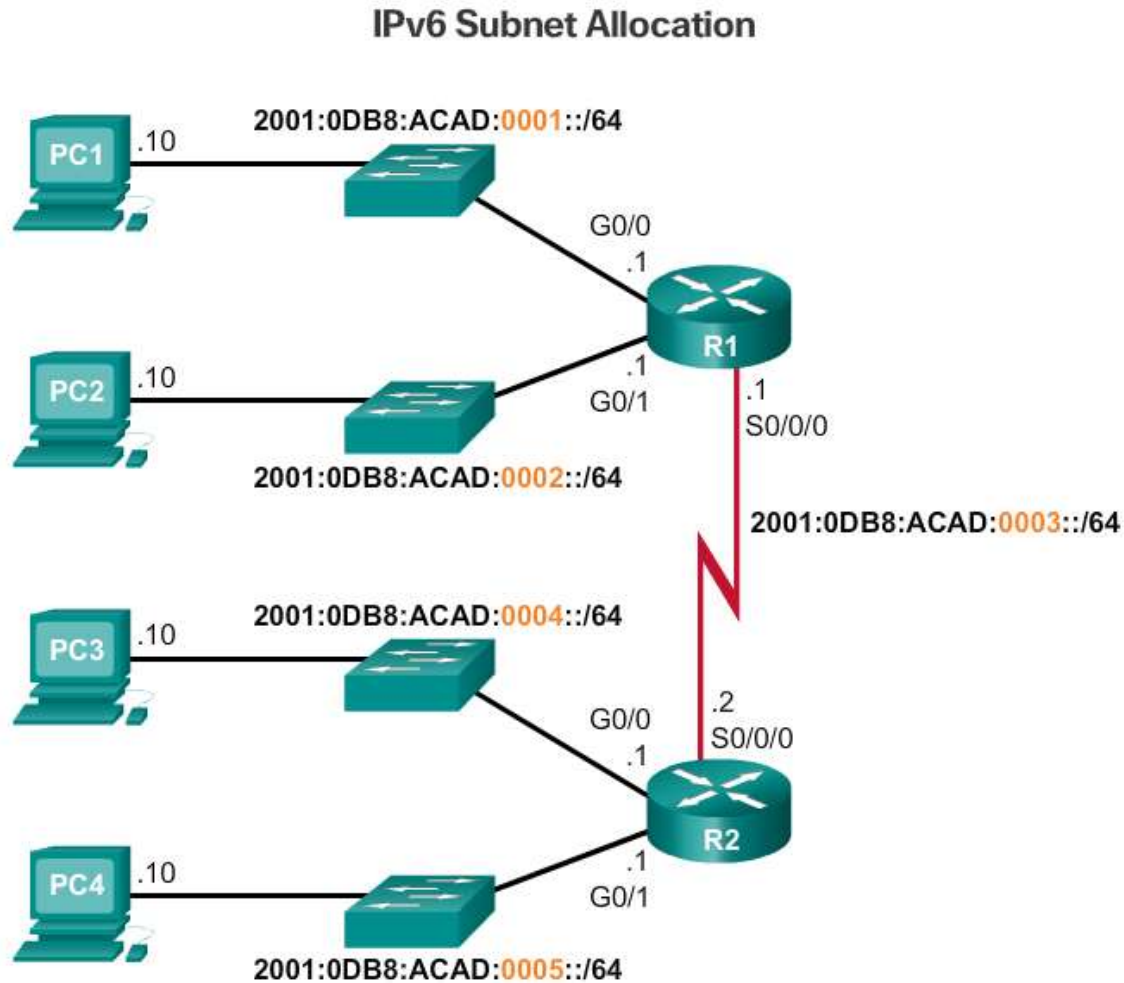 IPv6 Subnet Allocation
2001:0DB8:ACAD:0001::/64
PC1
.10
G0/0
.1
R1
PC2
.10
.1
G0/1
.1
S0/0/0
2001:0DB8:ACAD:0002::/64
2001:0DB8:ACAD:0003::/64
2001:0DB8:ACAD:0004::/64
PC3
.10
G0/0
.1
.2
S0/0/0
R2
PC4
.10
.1
G0/1
2001:0DB8:ACAD:0005::/64